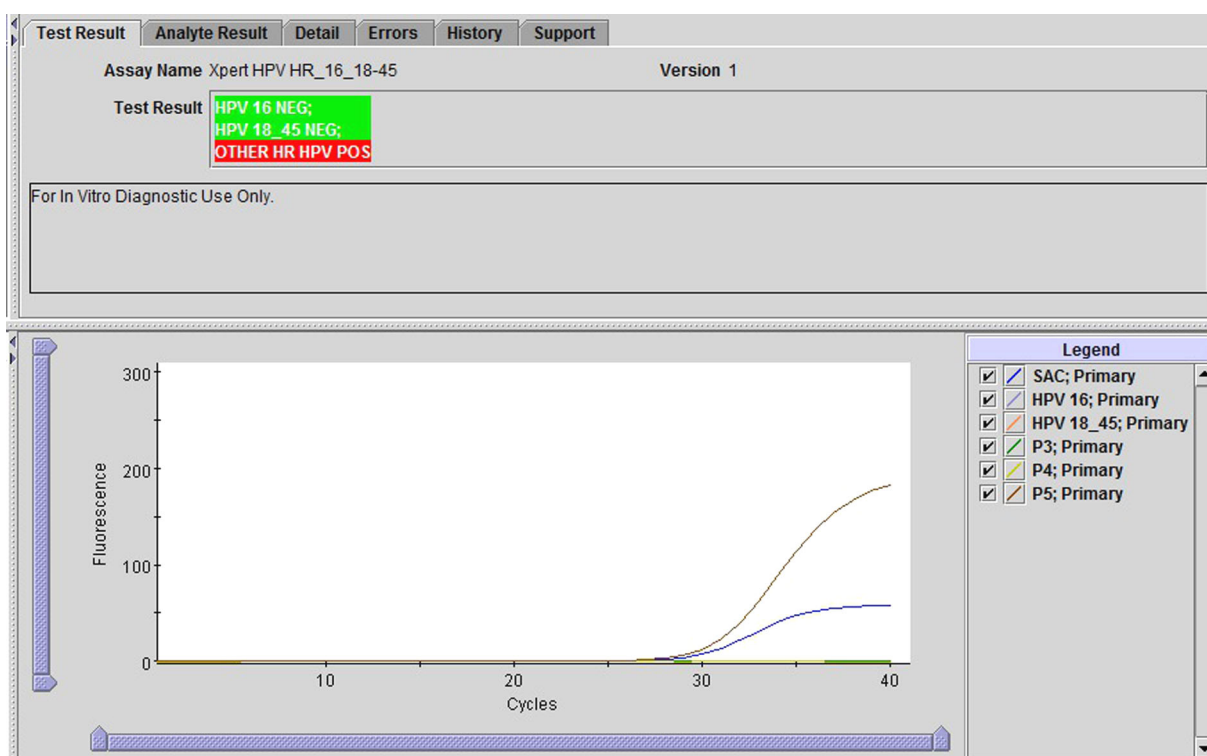 Test Result Analyte Result Detail Errors History Support
Assay Name Xpert HPV HR_16_18-45 Version 1
Test Result HPV 16 NEG;
HPV 18_45 NEG;
OTHER HR HPV POS
For In Vitro Diagnostic Use Only.
Legend
SAC; Primary
HPV 16; Primary
HPV 18_45; Primary
P3; Primary
P4; Primary
P5; Primary
300
200
100
0
Fluorescence
10 20 30 40
Cycles